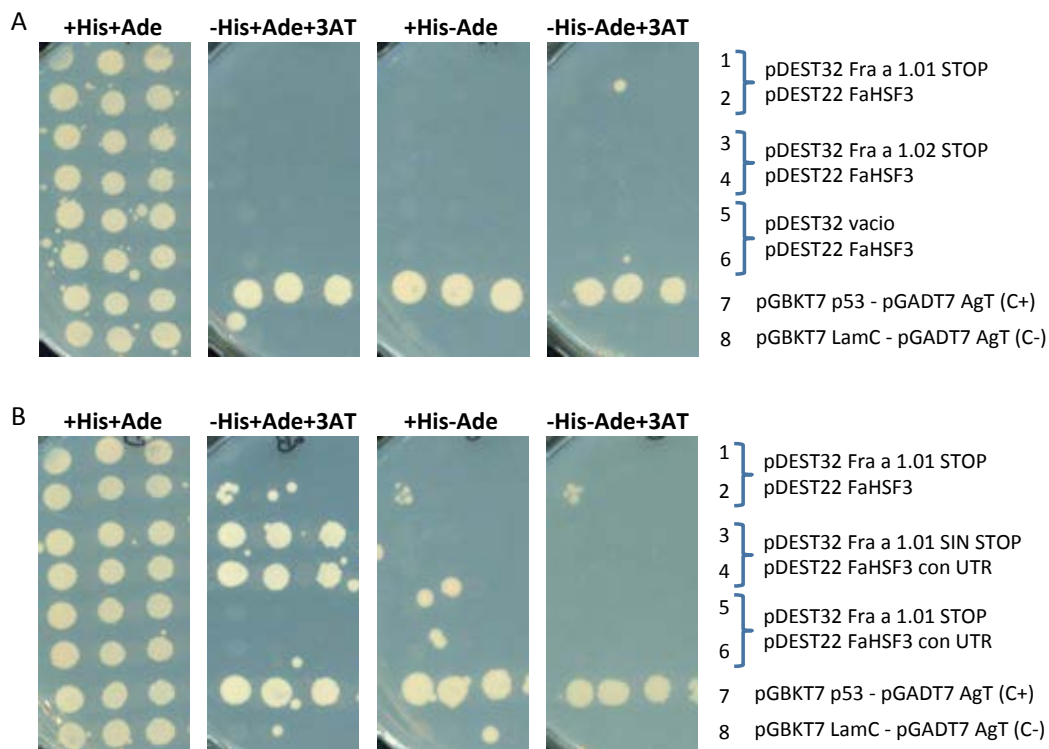 A
+His+Ade -His+Ade+3AT +His-Ade -His-Ade+3AT
1
2
pDEST32 Fra a 1.01 STOP
pDEST22 FaHSF3
3
4
pDEST32 Fra a 1.02 STOP
pDEST22 FaHSF3
5
6
pDEST32 vacio
pDEST22 FaHSF3
7 pGBKT7 p53 - pGADT7 AgT (C+)
8 pGBKT7 LamC - pGADT7 AgT (C-)
B
+His+Ade -His+Ade+3AT +His-Ade -His-Ade+3AT
1
2
pDEST32 Fra a 1.01 STOP
pDEST22 FaHSF3
3
4
pDEST32 Fra a 1.01 SIN STOP
pDEST22 FaHSF3 con UTR
5
6
pDEST32 Fra a 1.01 STOP
pDEST22 FaHSF3 con UTR
7 pGBKT7 p53 - pGADT7 AgT (C+)
8 pGBKT7 LamC - pGADT7 AgT (C-)